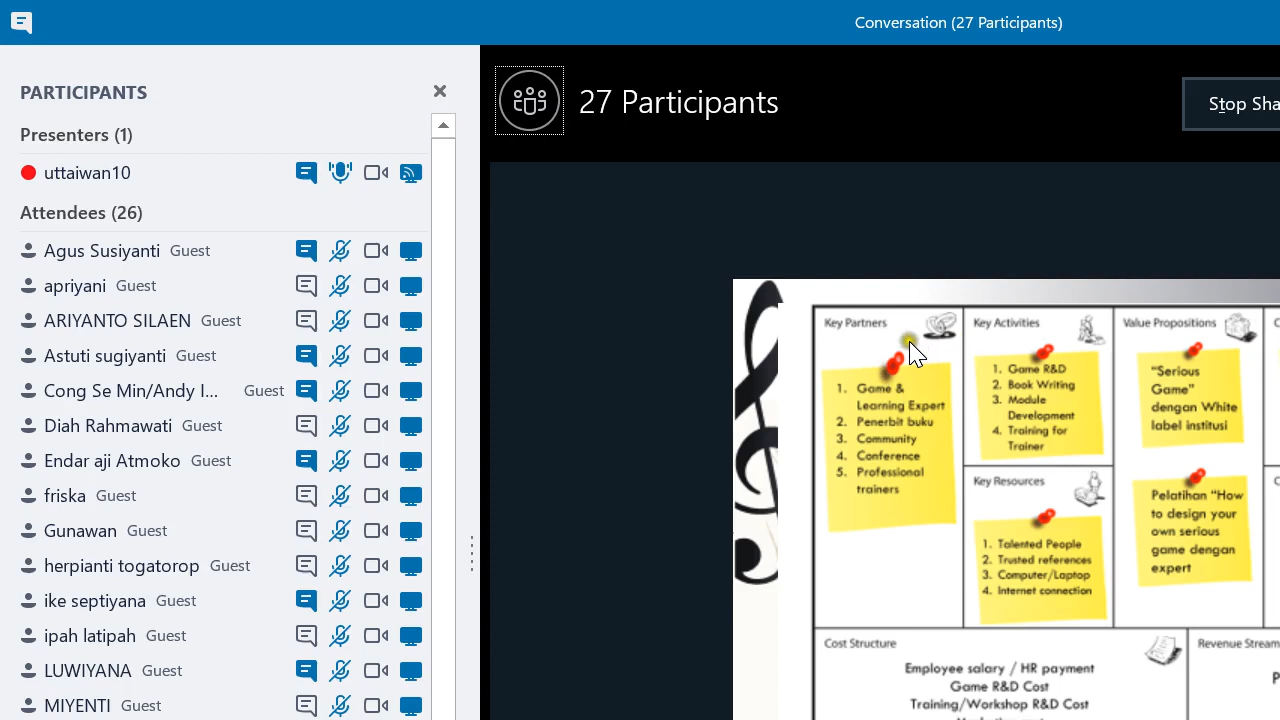 Conversation (27 Participants)
PARTICIPANTS
Presenters (1)
uttaiwan10
Attendees (26)
Agus Susiyanti Guest
apriyani Guest
ARIYANTO SILAEN Guest
Astuti sugiyanti Guest
Cong Se Min/Andy I... Guest
Diah Rahmawati Guest
Endar aji Atmoko Guest
friska Guest
Gunawan Guest
herpianti togatorop Guest
ike septiyana Guest
ipah latipah Guest
LUWIYANA Guest
MIYENTI Guest
27 Participants
Stop Sha
Key Partners
1. Game &
Learning Expert
2. Penerbit buku
3. Community
4. Conference
5. Professional
trainers
Key Activities
1. Game R&D
2. Book Writing
3. Module
Development
4. Training for
Trainer
Key Resources
1. Talented People
2. Trusted references
3. Computer/Laptop
4. Internet connection
Value Propositions
"Serious
Game"
dengan White
label institusi
Pelatihan "How
to design your
own serious
game dengan
expert
Cost Structure
Employee salary / HR payment
Game R&D Cost
Training/Workshop R&D Cost
Revenue Stream